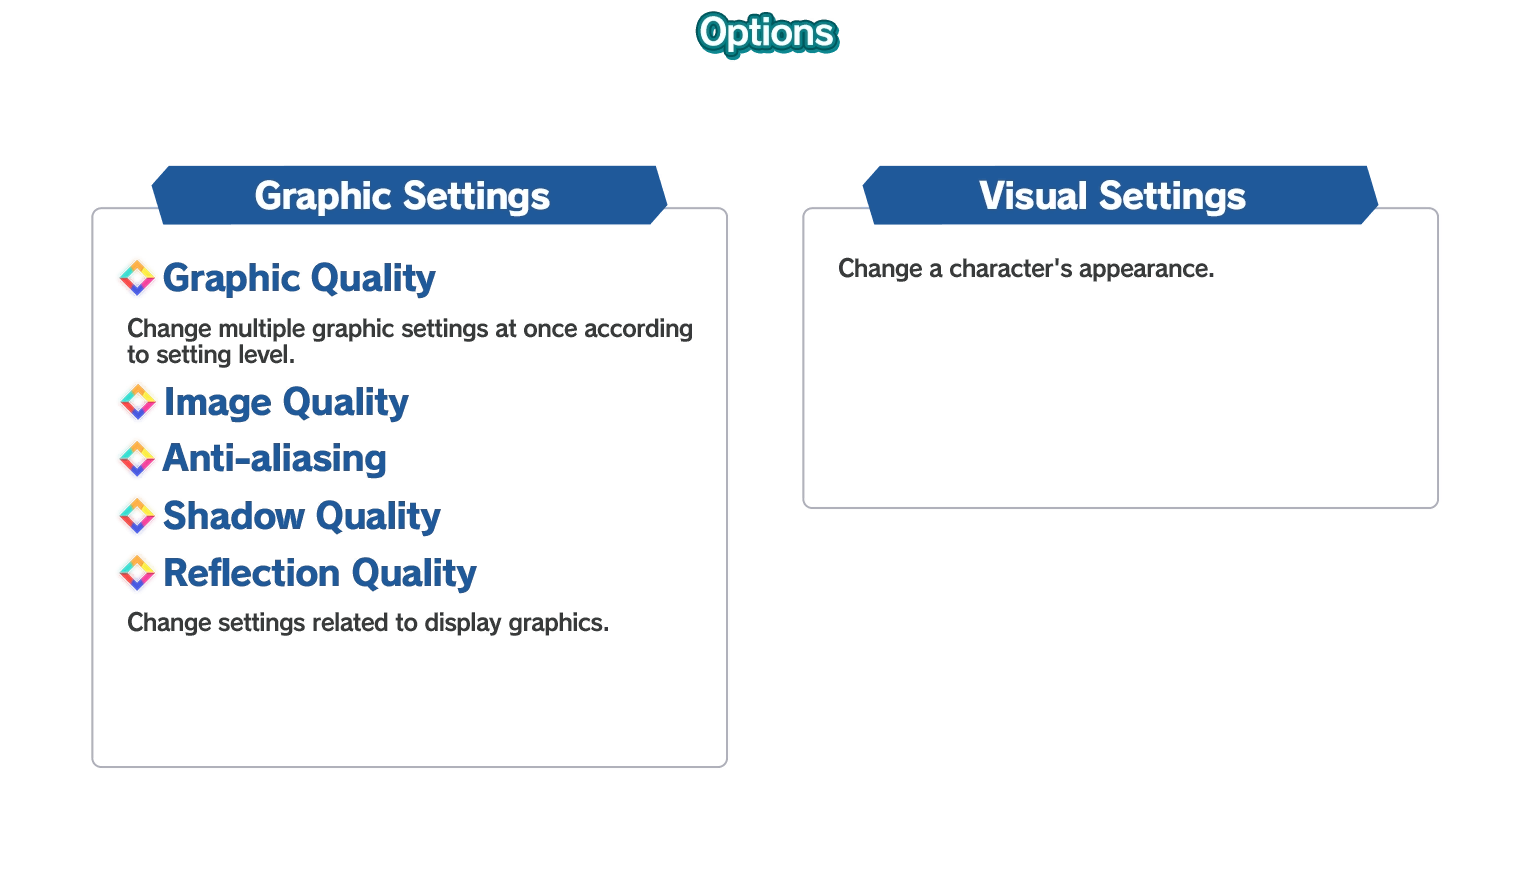 Options
Graphic Settings
Graphic Quality
Change multiple graphic settings at once according
to setting level.
Image Quality
Anti-aliasing
Shadow Quality
Reflection Quality
Change settings related to display graphics.
Visual Settings
Change a character's appearance.